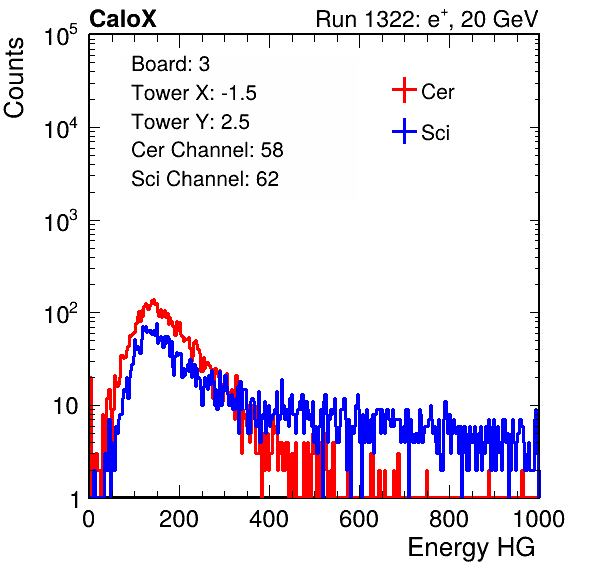 CaloX Run 1322: e⁺, 20 GeV
Counts
10⁵
10⁴
10³
10²
10
1
Board: 3
Tower X: -1.5
Tower Y: 2.5
Cer Channel: 58
Sci Channel: 62
Cer
Sci
0 200 400 600 800 1000
Energy HG